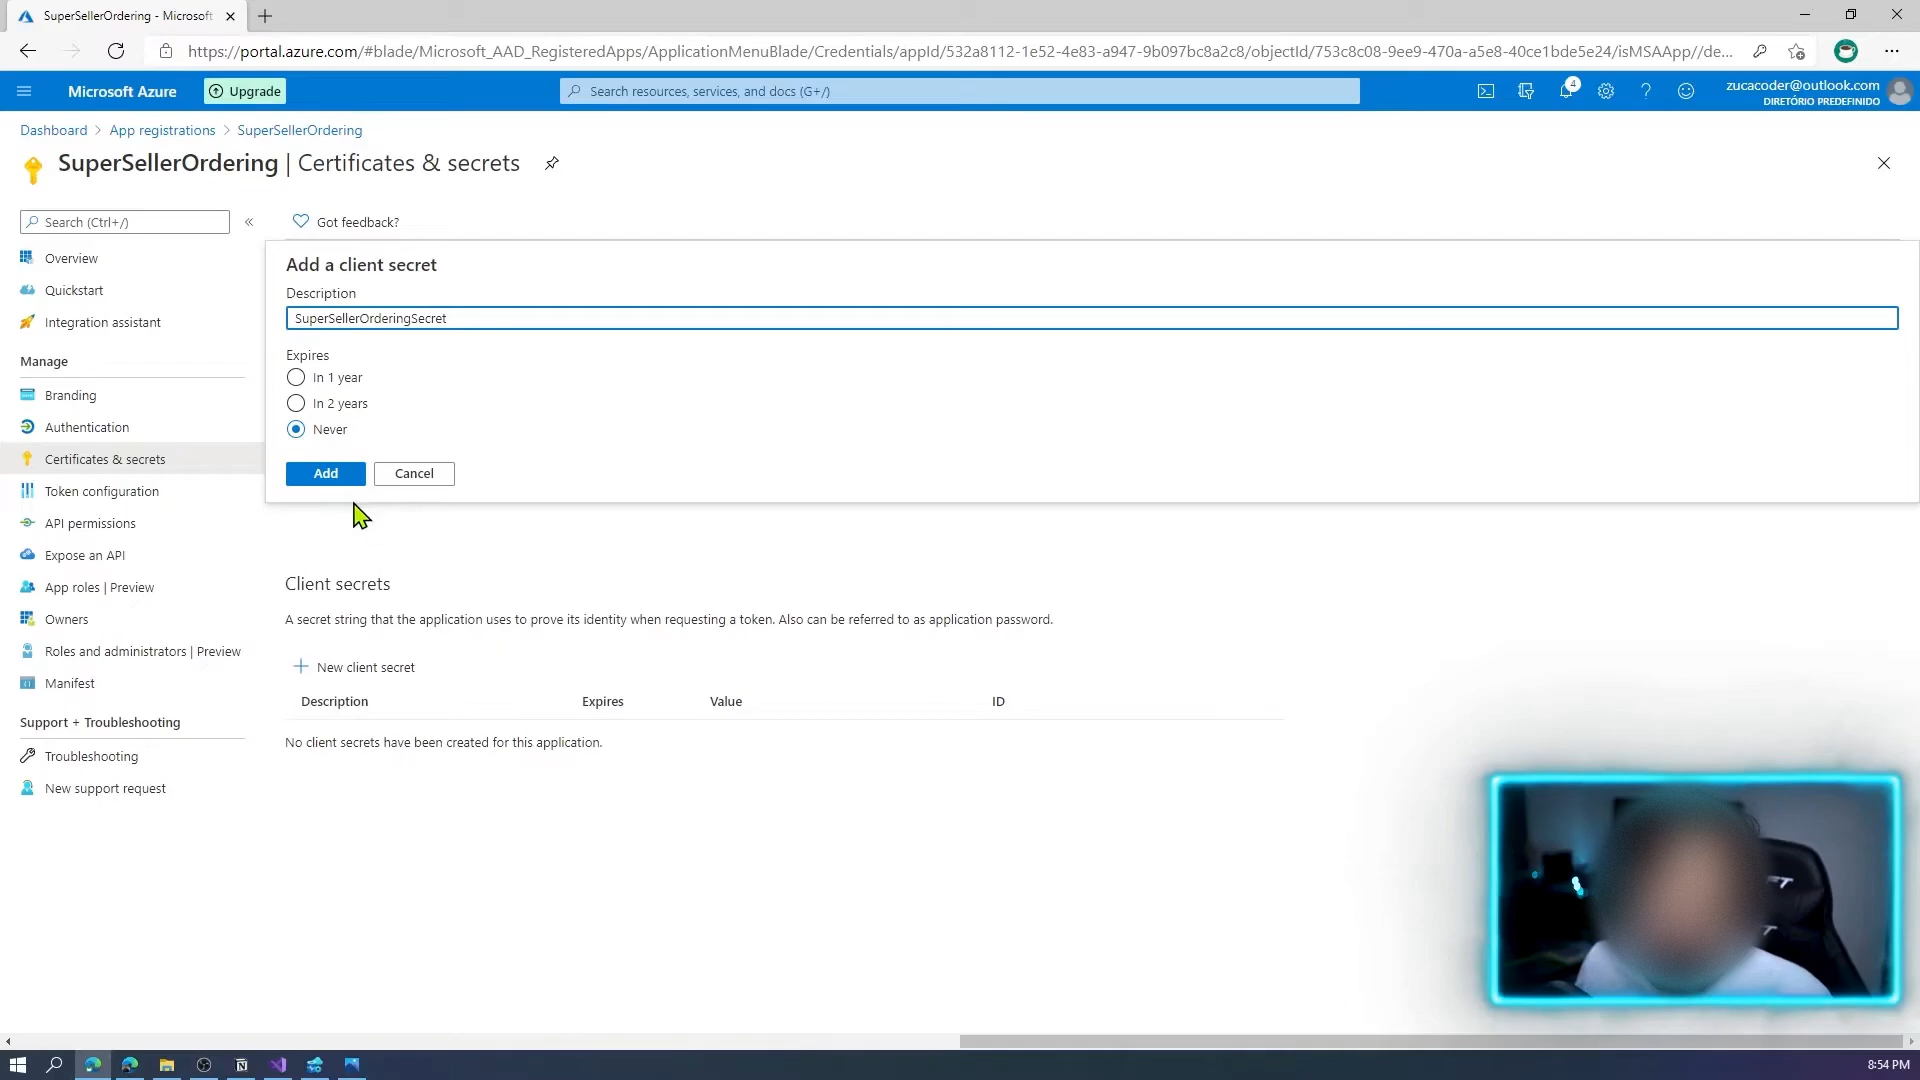 SuperSellerOrdering - Microsoft
https://portal.azure.com/#blade/Microsoft_AAD_RegisteredApps/ApplicationMenuBlade/Credentials/appId/532a8112-1e52-4e83-a947-9b097bc8a2c8/objectId/753c8c08-9ee9-470a-a5e8-40ce1bde5e24/isMSAApp//de...
Microsoft Azure
Upgrade
Search resources, services, and docs (G+/)
4
zucacoder@outlook.com
DIRETÓRIO PREDEFINIDO
Dashboard > App registrations > SuperSellerOrdering
SuperSellerOrdering | Certificates & secrets
Search (Ctrl+/)
«
Got feedback?
Overview
Quickstart
Integration assistant
Manage
Branding
Authentication
Certificates & secrets
Token configuration
API permissions
Expose an API
App roles | Preview
Owners
Roles and administrators | Preview
Manifest
Support + Troubleshooting
Troubleshooting
New support request
Add a client secret
Description
SuperSellerOrderingSecret
Expires
In 1 year
In 2 years
Never
Add
Cancel
Client secrets
A secret string that the application uses to prove its identity when requesting a token. Also can be referred to as application password.
New client secret
Description Expires Value ID
No client secrets have been created for this application.
8:54 PM